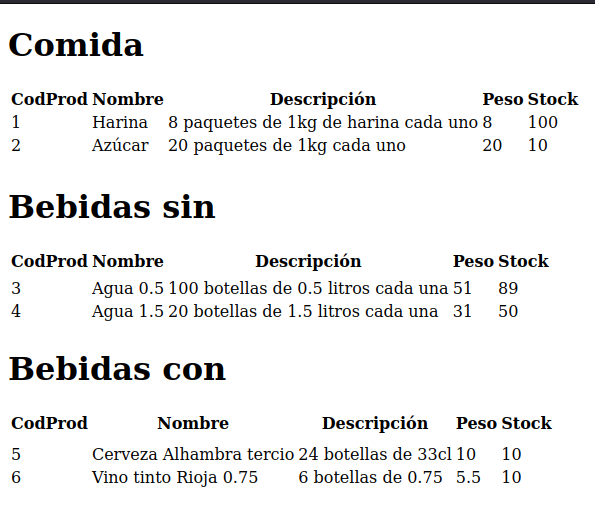 Comida
CodProd Nombre Descripción Peso Stock
1 Harina 8 paquetes de 1kg de harina cada uno 8 100
2 Azúcar 20 paquetes de 1kg cada uno 20 10
Bebidas sin
CodProd Nombre Descripción Peso Stock
3 Agua 0.5 100 botellas de 0.5 litros cada una 51 89
4 Agua 1.5 20 botellas de 1.5 litros cada una 31 50
Bebidas con
CodProd Nombre Descripción Peso Stock
5 Cerveza Alhambra tercio 24 botellas de 33cl 10 10
6 Vino tinto Rioja 0.75 6 botellas de 0.75 5.5 10